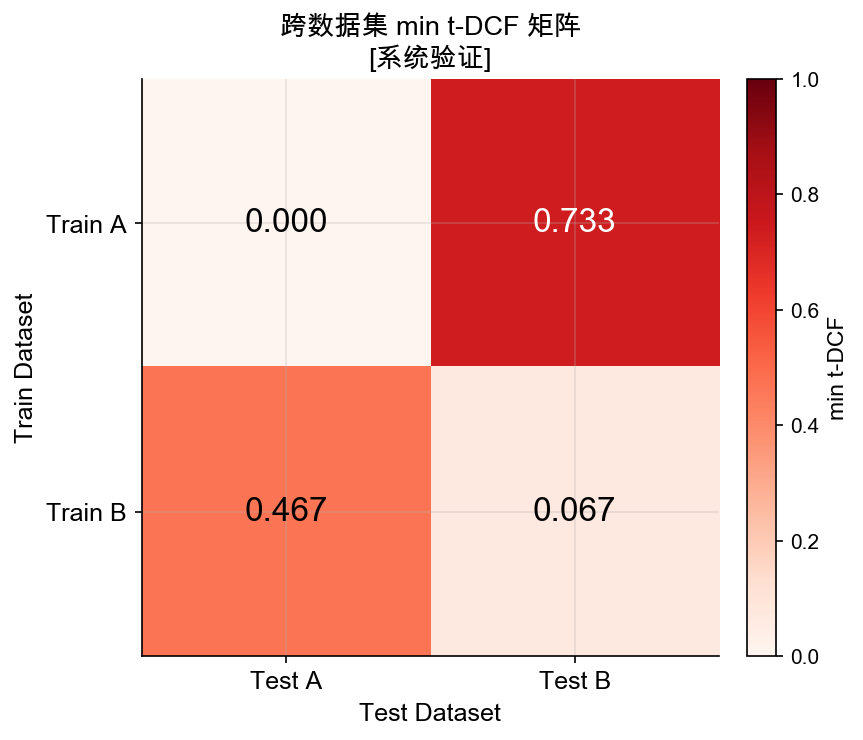 跨数据集 min t-DCF 矩阵
[系统验证]
Train Dataset
Train A
Train B
0.000
0.733
0.467
0.067
Test A
Test B
Test Dataset
1.0
0.8
0.6
0.4
0.2
0.0
min t-DCF